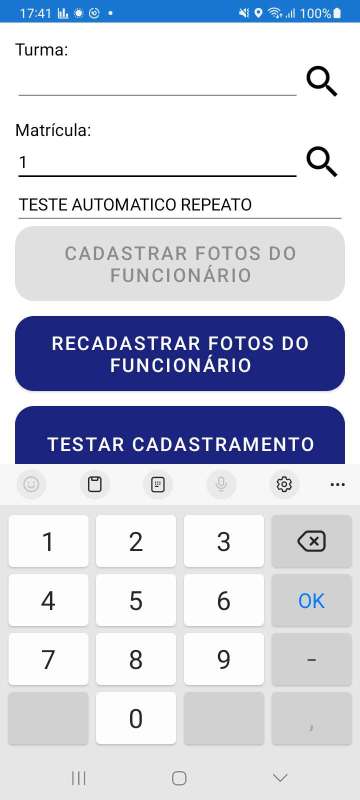 17:41 100%
Turma:
Matrícula:
1
TESTE AUTOMATICO REPEATO
CADASTRAR FOTOS DO
FUNCIONÁRIO
RECADASTRAR FOTOS DO
FUNCIONÁRIO
TESTAR CADASTRAMENTO
1 2 3
4 5 6 OK
7 8 9 -
0 ,